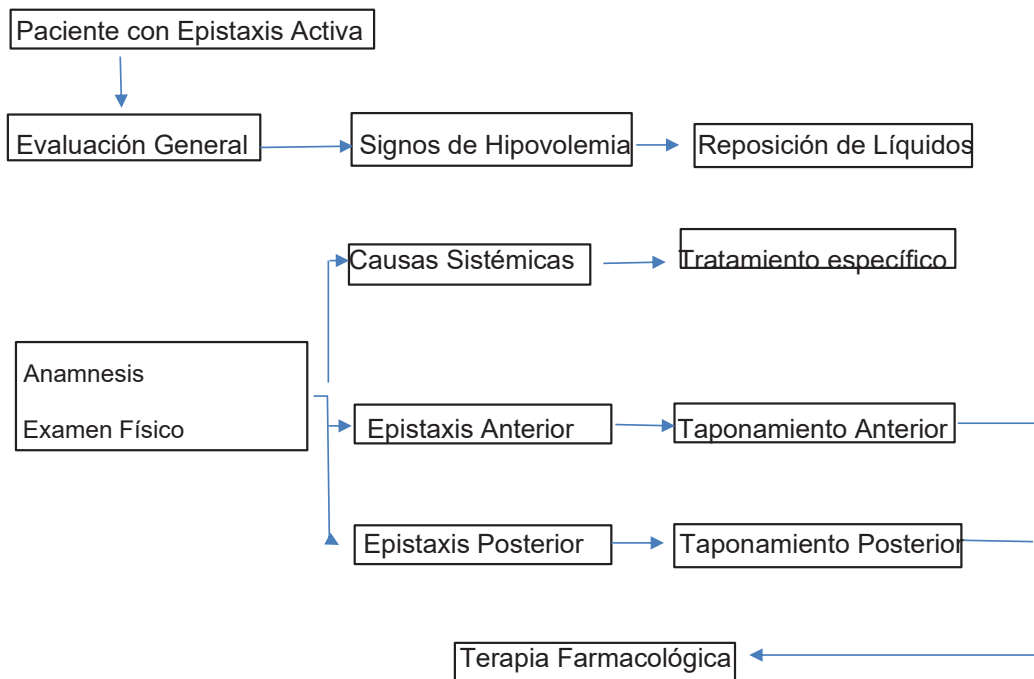 Paciente con Epistaxis Activa
Evaluación General
Signos de Hipovolemia
Reposición de Líquidos
Causas Sistémicas
Tratamiento específico
Anamnesis
Examen Físico
Epistaxis Anterior
Taponamiento Anterior
Epistaxis Posterior
Taponamiento Posterior
Terapia Farmacológica